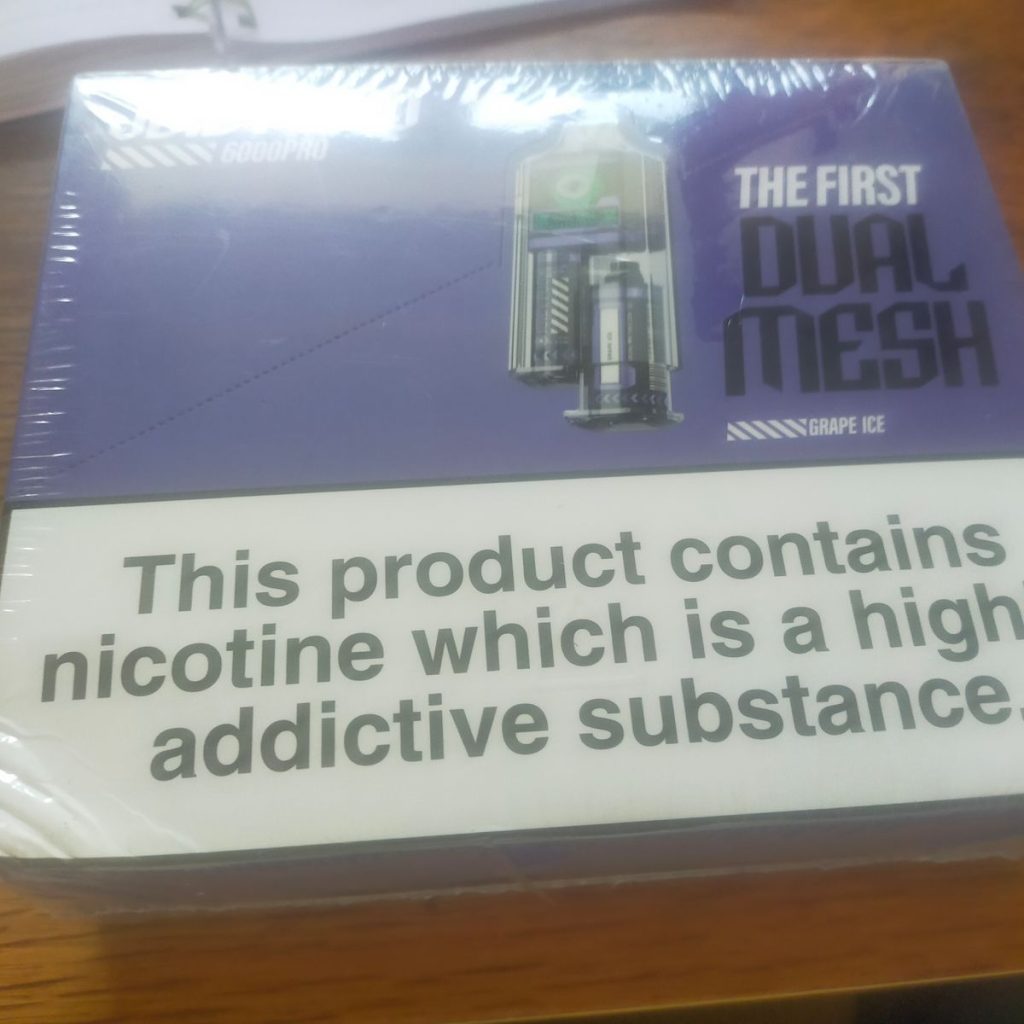 6000PRO
THE FIRST
DUAL
MESH
GRAPE ICE
This product contains
nicotine which is a high
addictive substance.